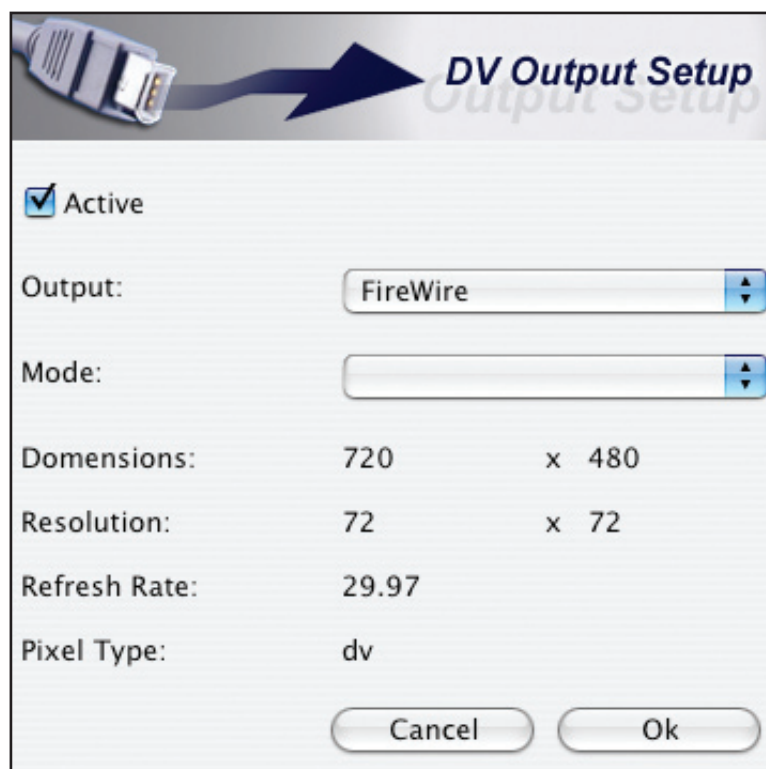 DV Output Setup
Output Setup
Active
Output: FireWire
Mode:
Domensions: 720 x 480
Resolution: 72 x 72
Refresh Rate: 29.97
Pixel Type: dv
Cancel Ok